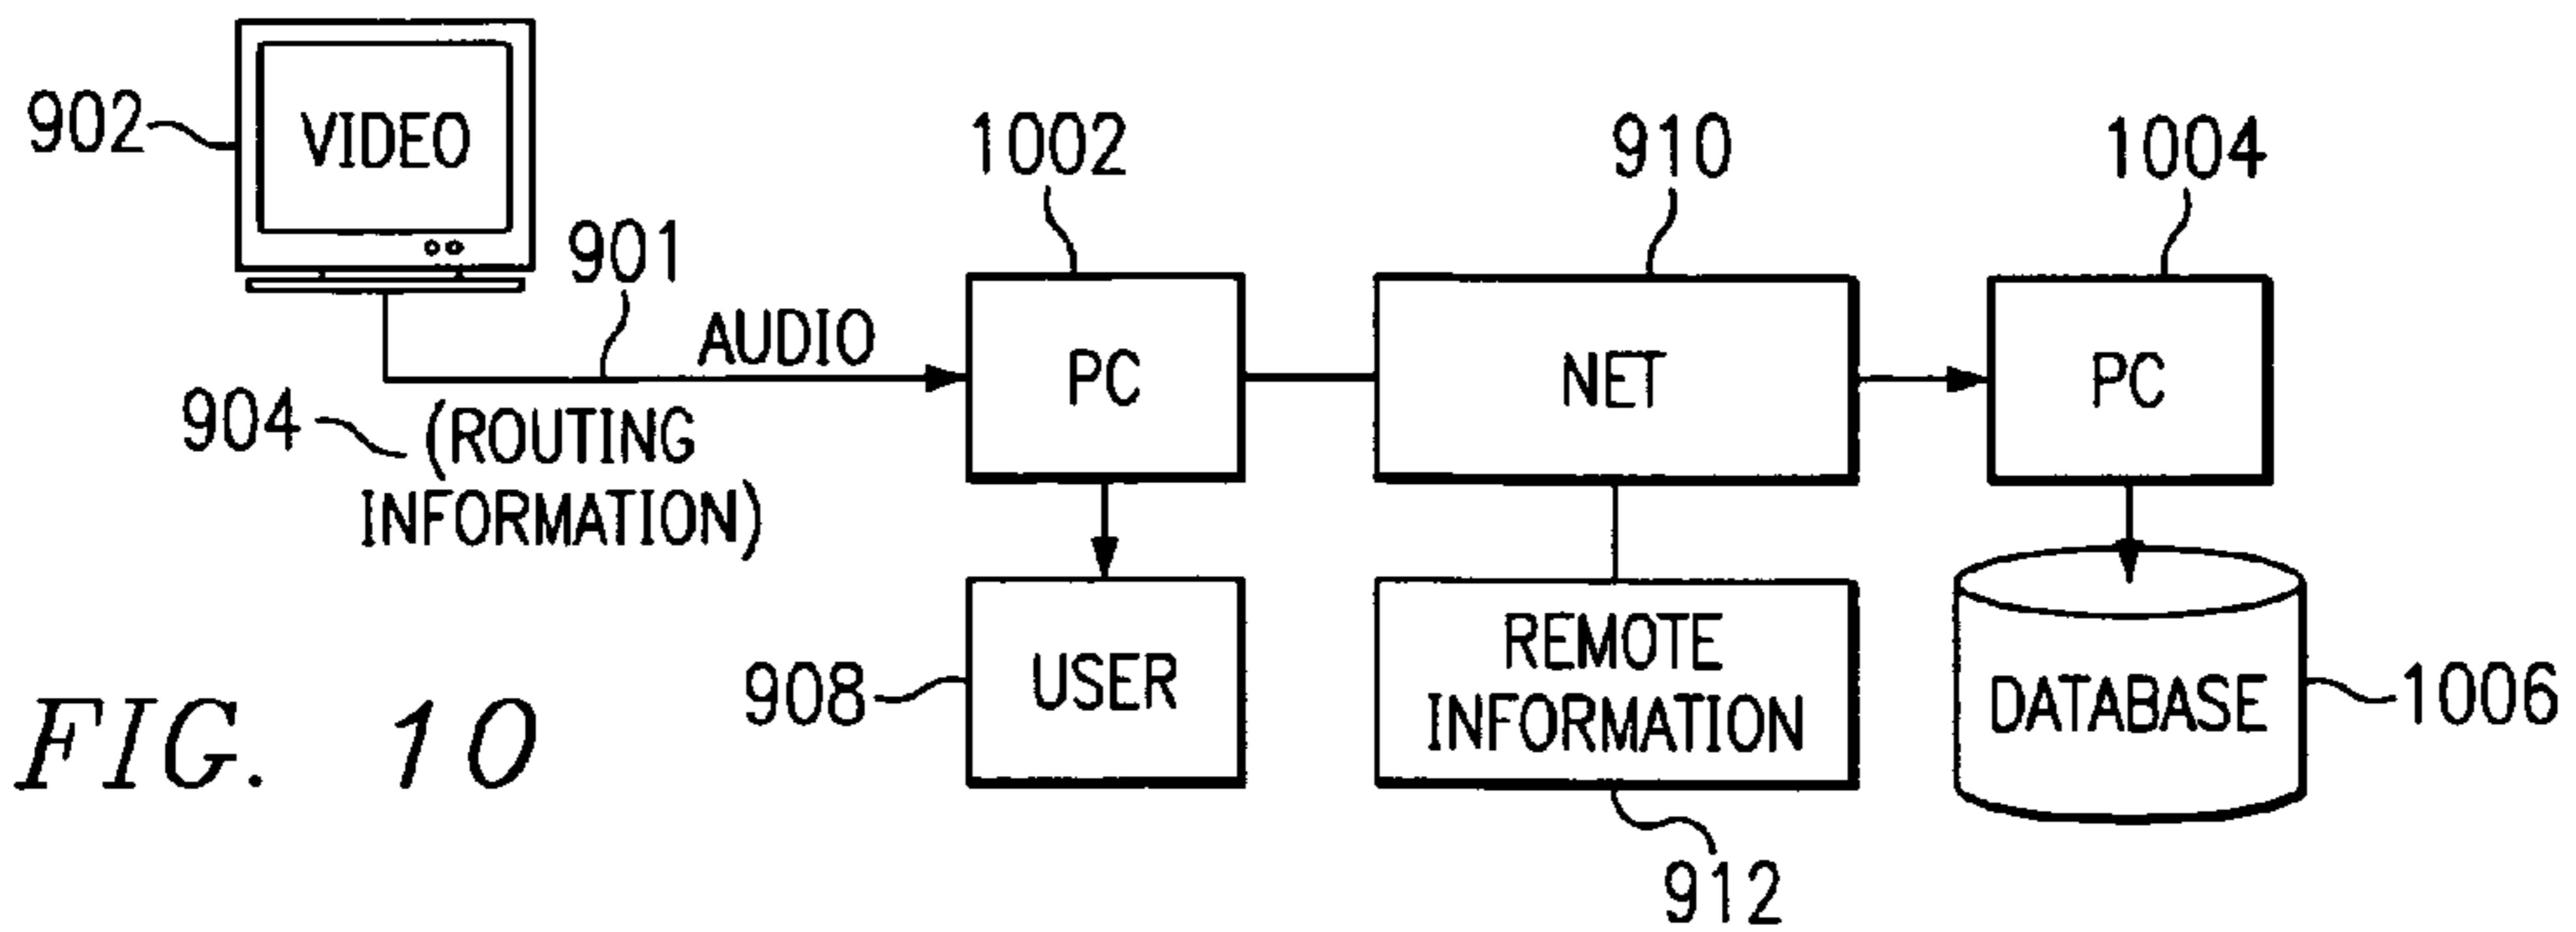 902
VIDEO
901
AUDIO
904
(ROUTING
INFORMATION)
1002
PC
910
NET
1004
PC
908
USER
REMOTE
INFORMATION
912
DATABASE
1006
FIG. 10